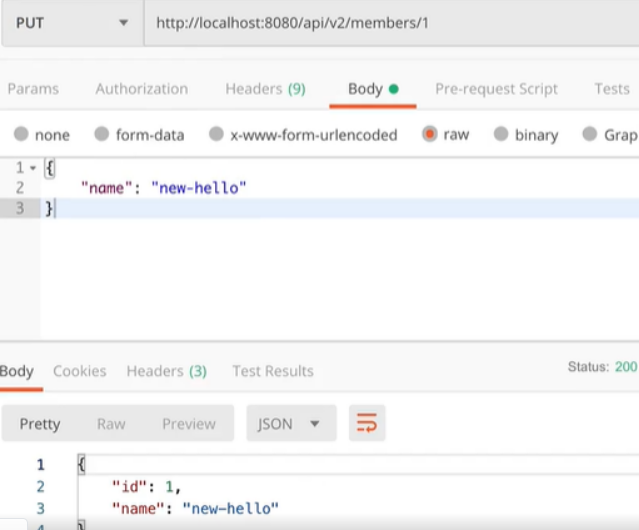 PUT http://localhost:8080/api/v2/members/1
Params Authorization Headers (9) Body Pre-request Script Tests
none form-data x-www-form-urlencoded raw binary Grap
1 {
2 "name": "new-hello"
3 }
Body Cookies Headers (3) Test Results Status: 200
Pretty Raw Preview JSON
1 {
2 "id": 1,
3 "name": "new-hello"
4 }